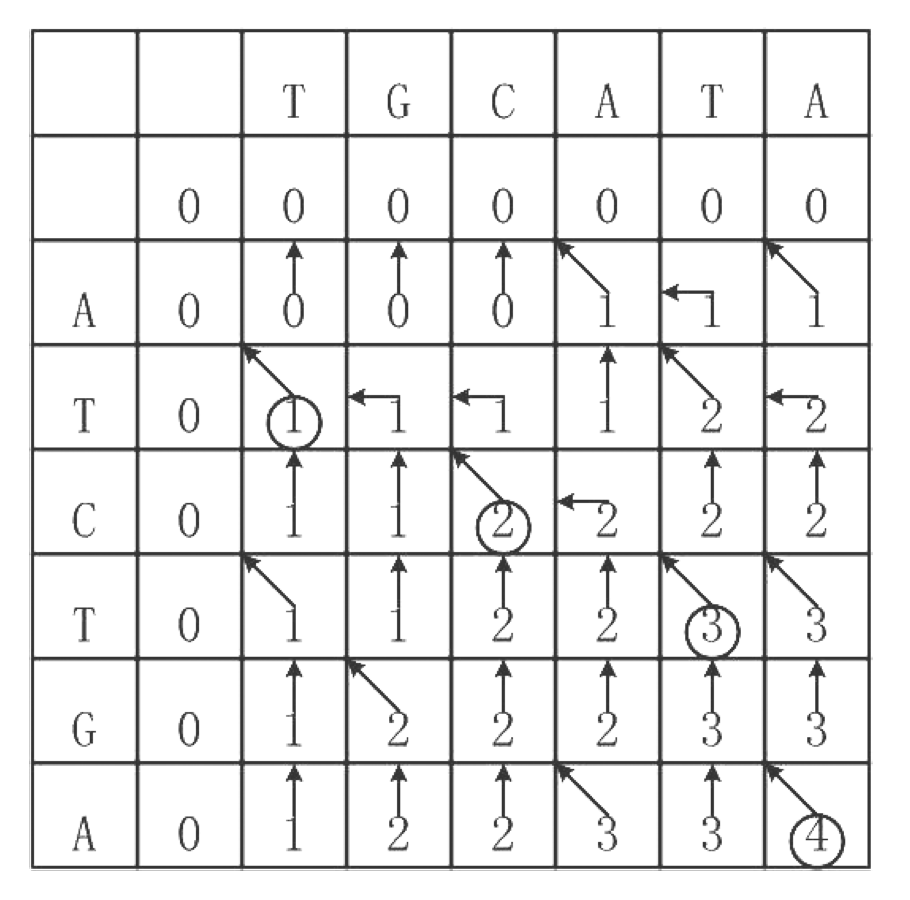 T G C A T A
0 0 0 0 0 0 0
A 0 0 0 0 1 1 1
T 0 1 1 1 1 2 2
C 0 1 1 2 2 2 2
T 0 1 1 2 2 3 3
G 0 1 2 2 2 3 3
A 0 1 2 2 3 3 4